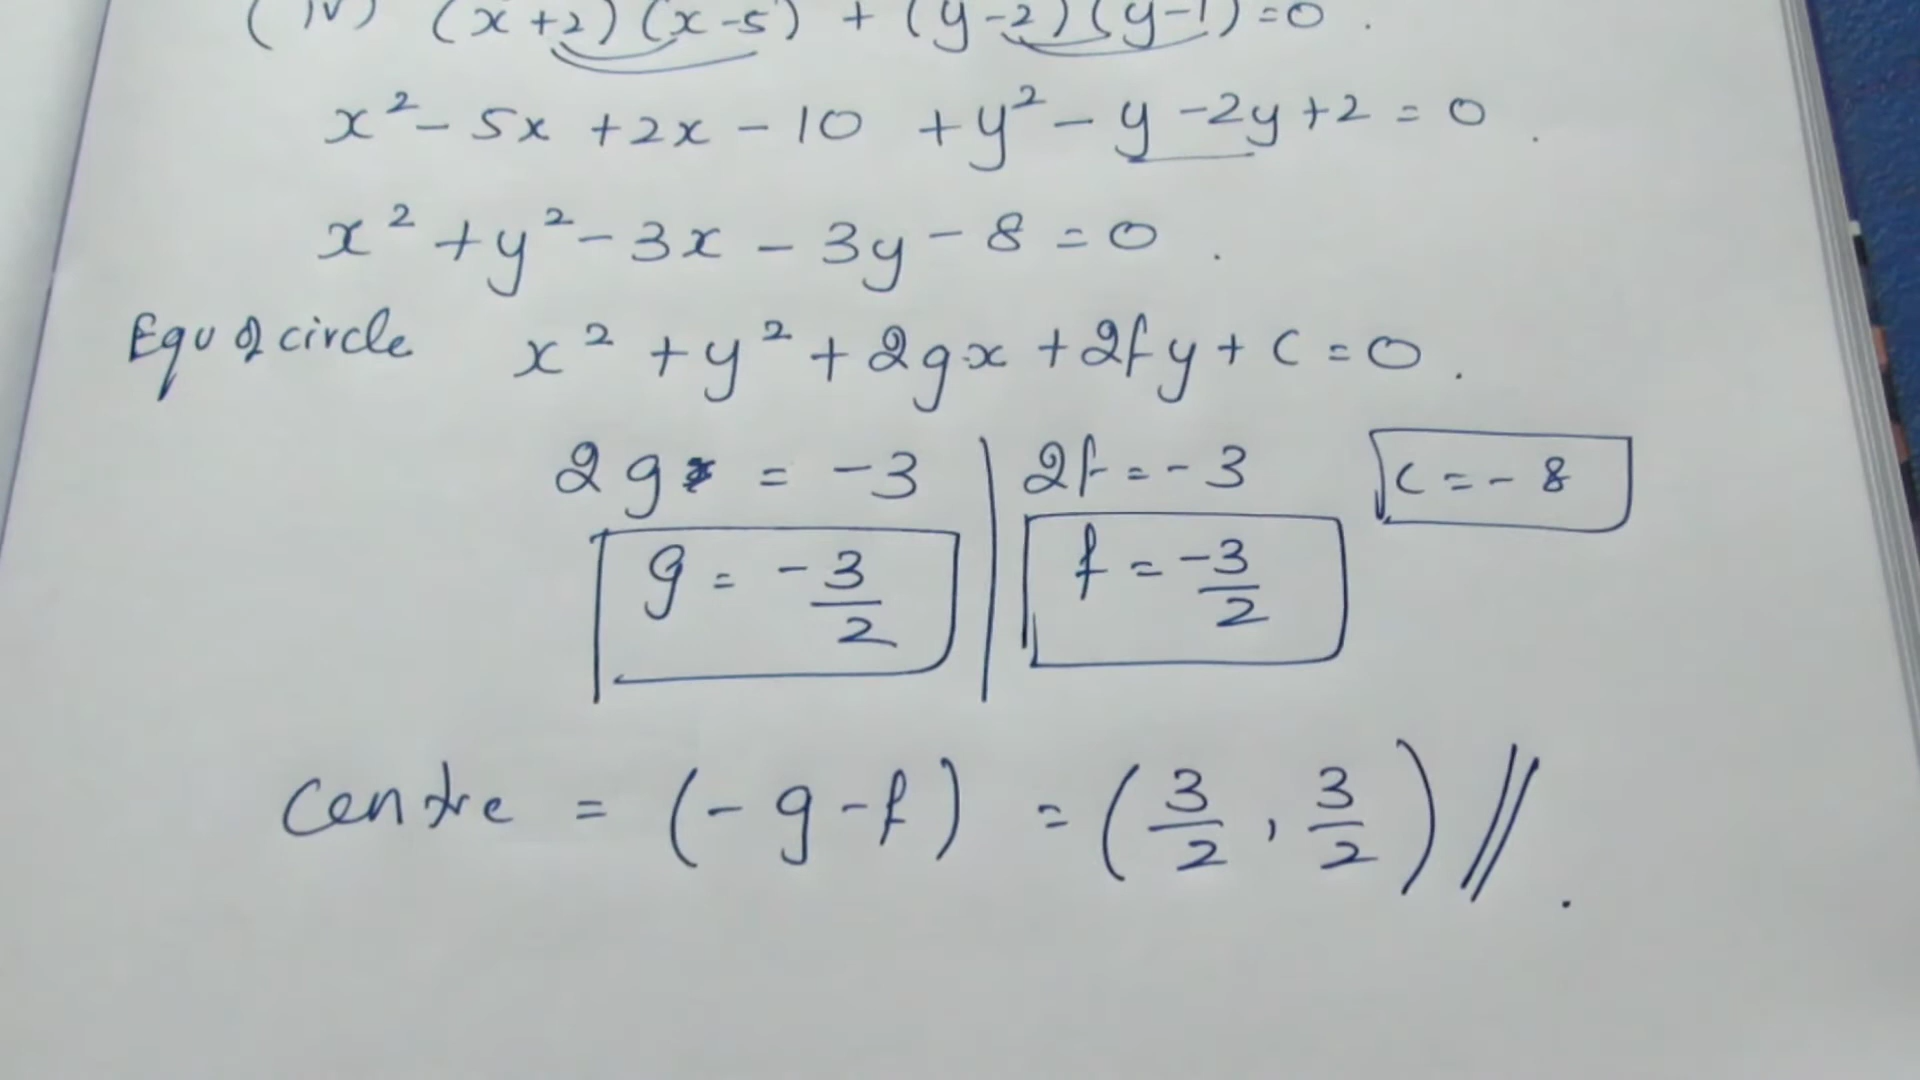 (iv) (x+2)(x-5) + (y-2)(y-1)=0.
x² - 5x + 2x - 10 + y² - y - 2y + 2 = 0.
x² + y² - 3x - 3y - 8 = 0.
Equ of circle x² + y² + 2gx + 2fy + c = 0.
2g = -3 | 2f = -3 c = -8
g = -3/2 | f = -3/2
Centre = (-g -f) = (3/2, 3/2)//.